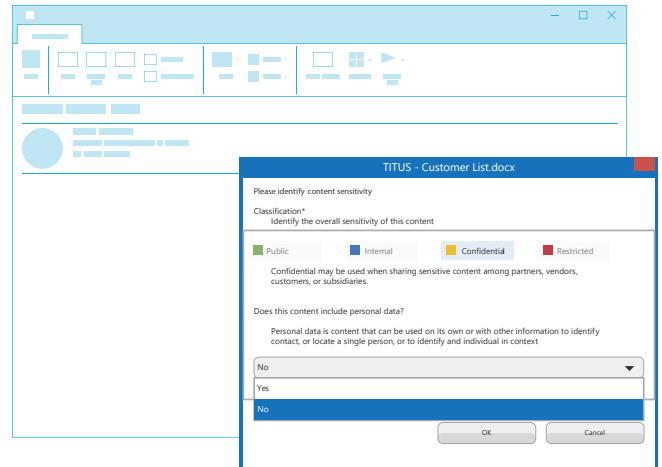 TITUS - Customer List.docx
Please identify content sensitivity
Classification*
Identify the overall sensitivity of this content
Public Internal Confidential Restricted
Confidential may be used when sharing sensitive content among partners, vendors,
customers, or subsidiaries.
Does this content include personal data?
Personal data is content that can be used on its own or with other information to identify
contact, or locate a single person, or to identify and individual in context
No
Yes
No
OK Cancel